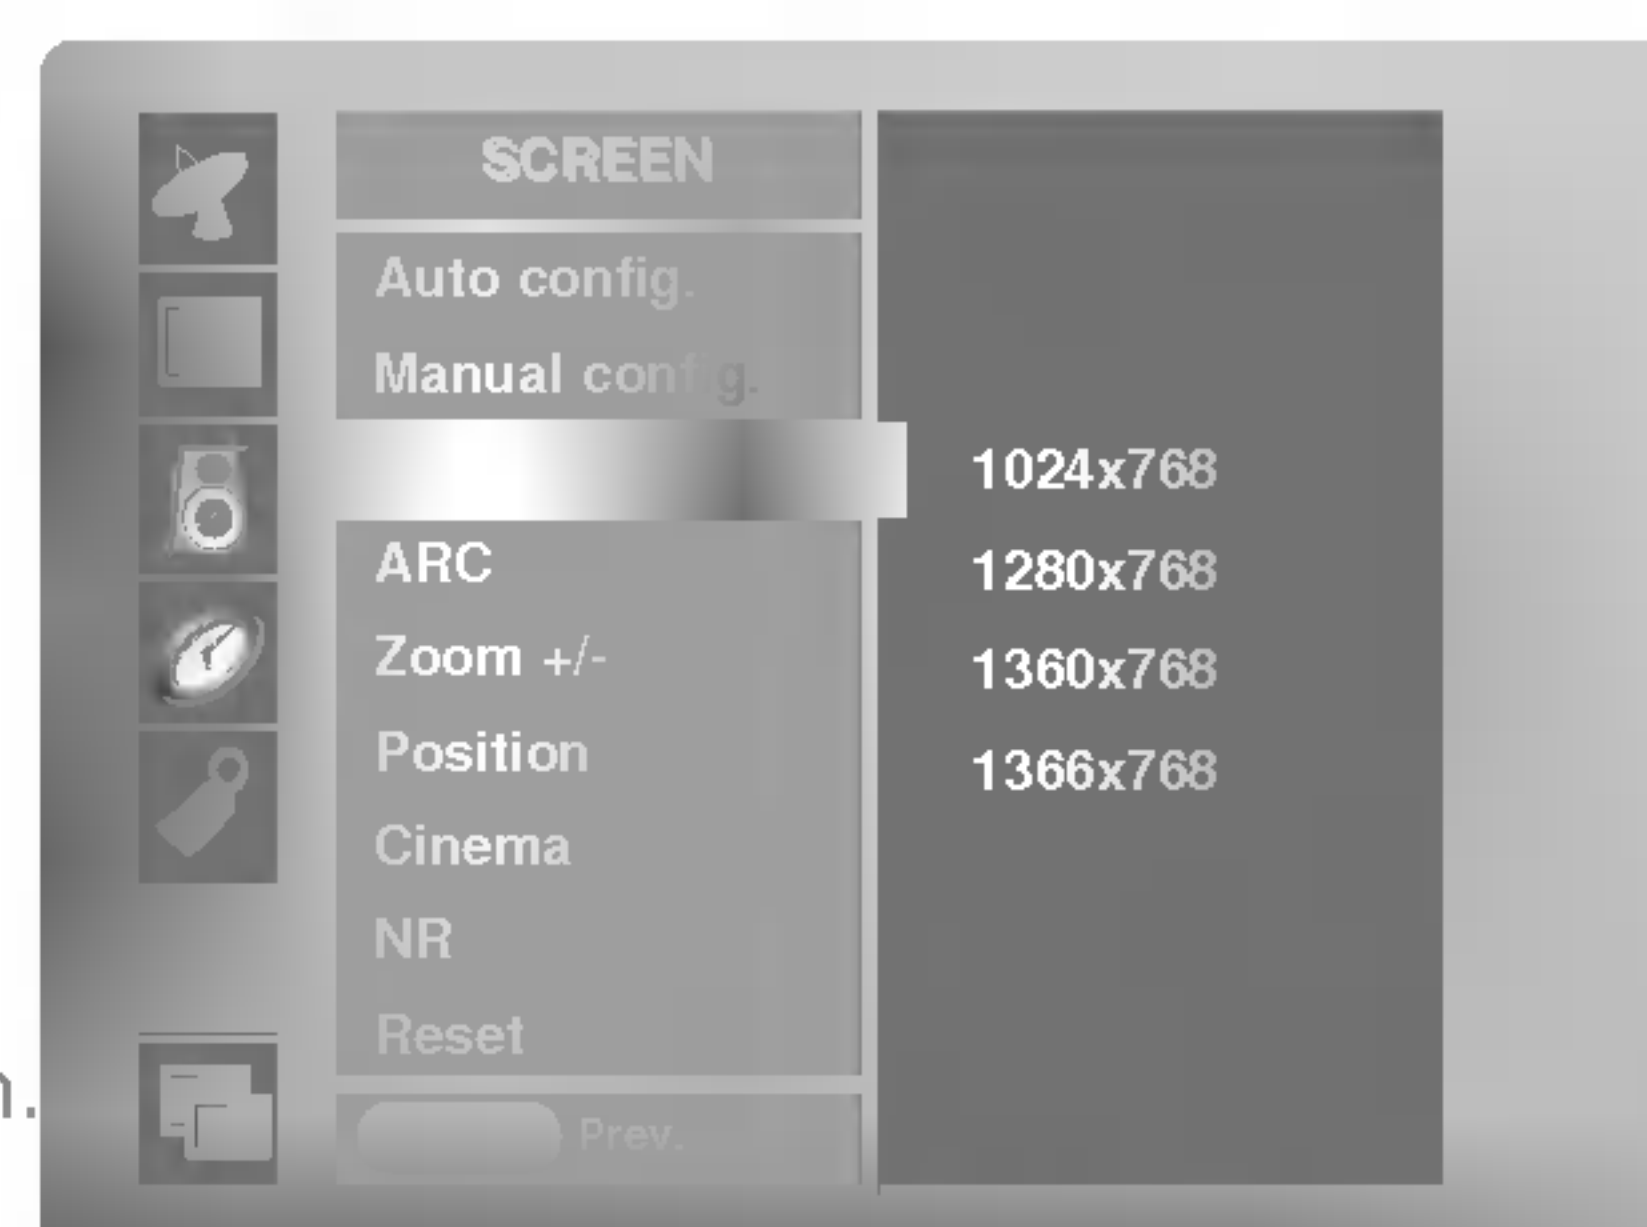 SCREEN
Auto config.
Manual config.
ARC
Zoom +/-
Position
Cinema
NR
Reset
Prev.
1024x768
1280x768
1360x768
1366x768